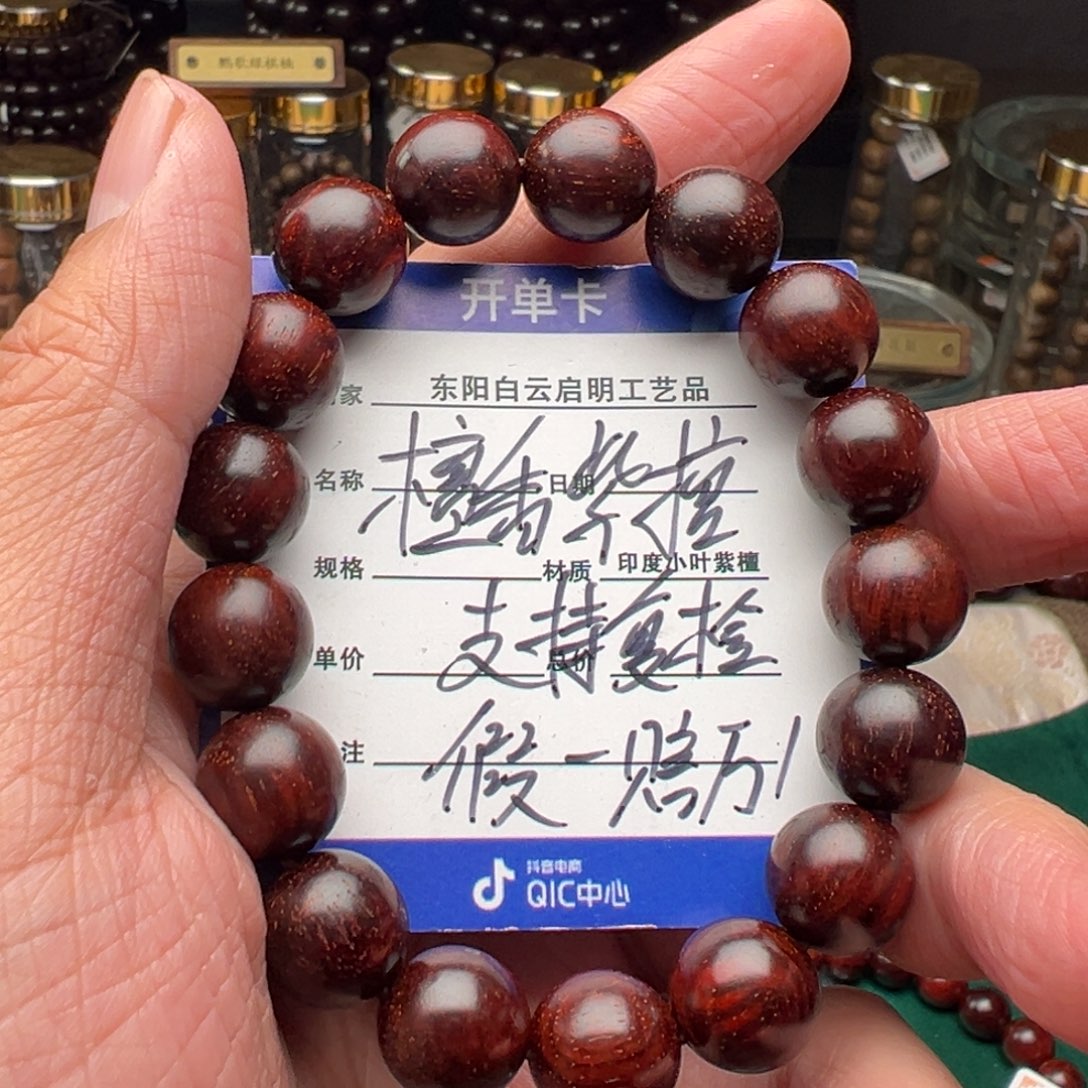 开单卡
家 东阳白云启明工艺品
名称 日期
檀香紫檀
规格 材质 印度小叶紫檀
单价 总价
支持复检
注
假一赔万!
抖音电商
QIC中心